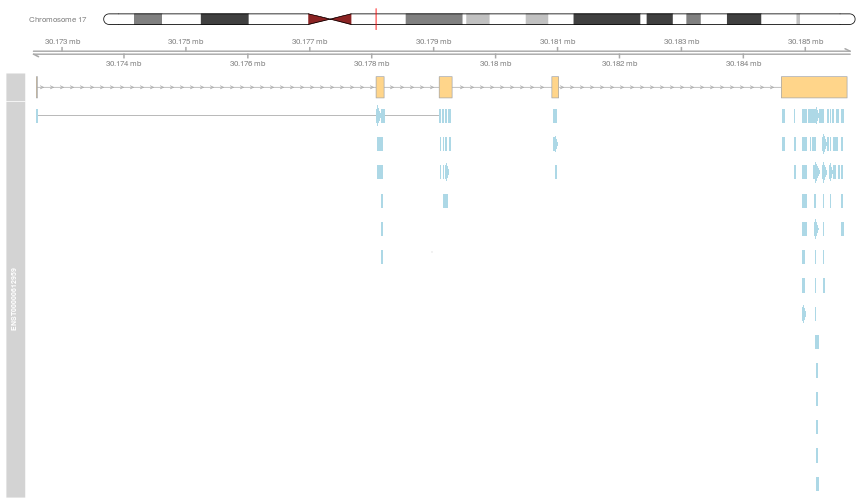 Chromosome 17
30.173 mb 30.175 mb 30.177 mb 30.179 mb 30.181 mb 30.183 mb 30.185 mb
30.174 mb 30.176 mb 30.178 mb 30.18 mb 30.182 mb 30.184 mb
ENST00000612959